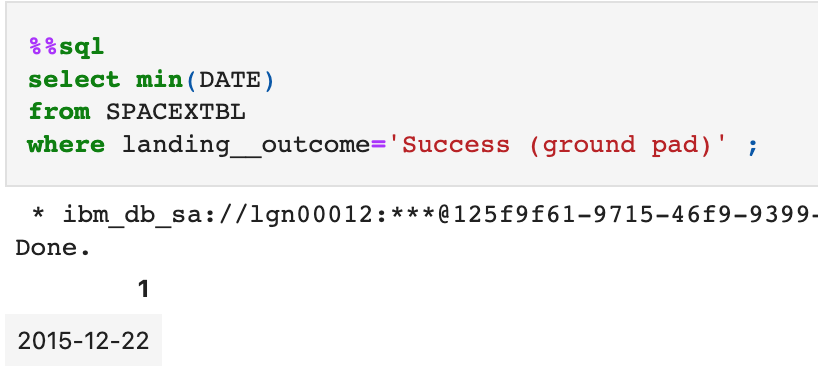 %%sql
select min(DATE)
from SPACEXTBL
where landing__outcome='Success (ground pad)' ;
* ibm_db_sa://lgn00012:***@125f9f61-9715-46f9-9399-
Done.
1
2015-12-22